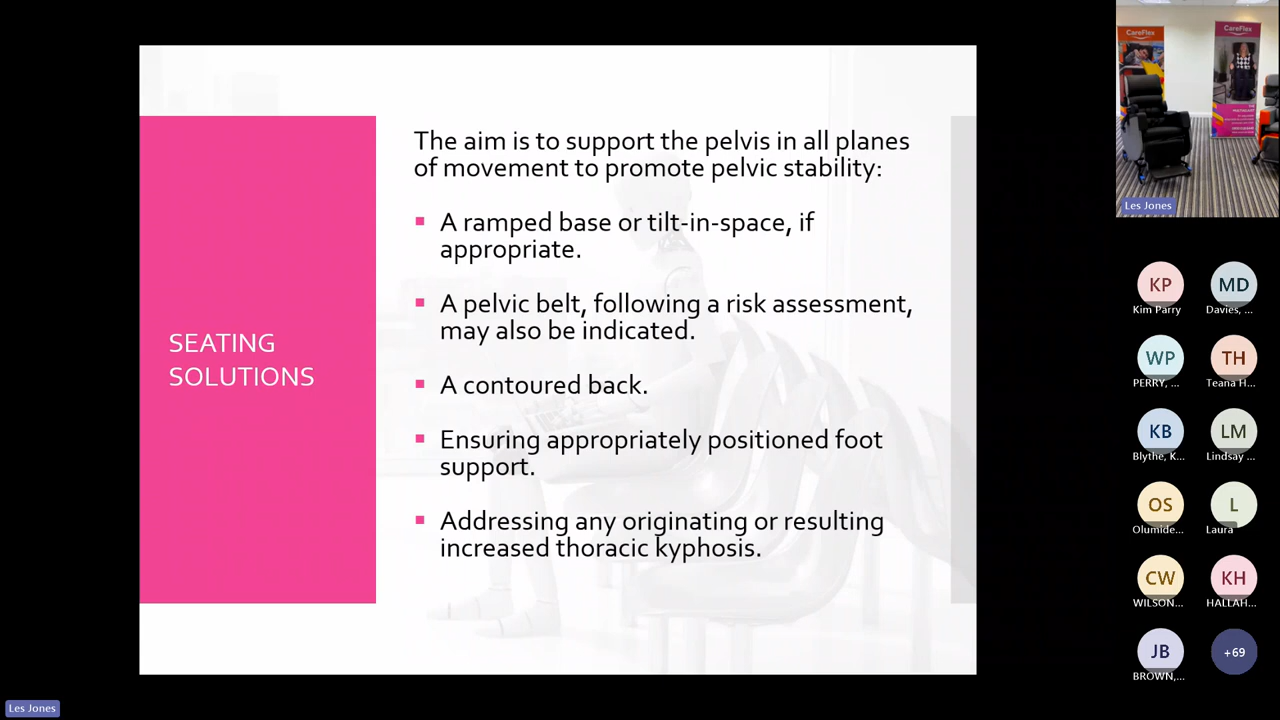 The aim is to support the pelvis in all planes
of movement to promote pelvic stability:
▪ A ramped base or tilt-in-space, if
appropriate.
▪ A pelvic belt, following a risk assessment,
may also be indicated.
SEATING
SOLUTIONS
▪ A contoured back.
▪ Ensuring appropriately positioned foot
support.
▪ Addressing any originating or resulting
increased thoracic kyphosis.
CareFlex
CareFlex
Les Jones
KP
Kim Parry
MD
Davies, ...
WP
PERRY, ...
TH
Teana H...
KB
Blythe, K...
LM
Lindsay ...
OS
Olumide...
L
Laura
CW
WILSON...
KH
HALLAH...
JB
BROWN,...
+69
Les Jones